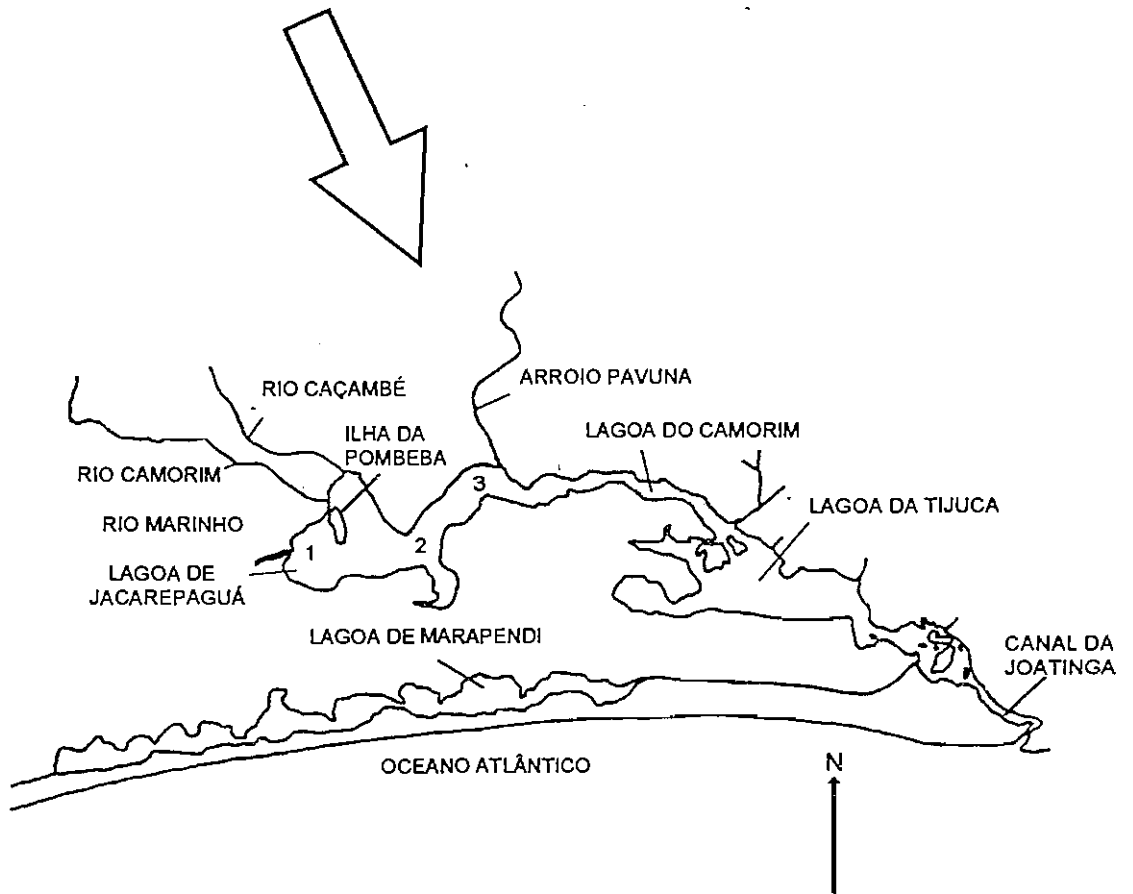 ARROIO PAVUNA
RIO CAÇAMBÉ
ILHA DA
POMBEBA
LAGOA DO CAMORIM
RIO CAMORIM
3
LAGOA DA TIJUCA
RIO MARINHO
1
2
LAGOA DE
JACAREPAGUÁ
LAGOA DE MARAPENDI
CANAL DA
JOATINGA
OCEANO ATLÂNTICO
N